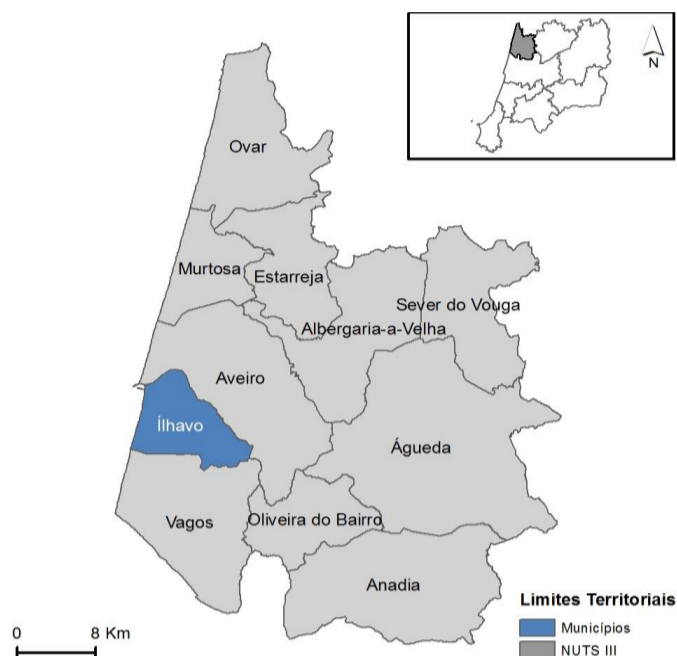 N
Ovar
Murtosa
Estarreja
Sever do Vouga
Albergaria-a-Velha
Aveiro
Ílhavo
Águeda
Vagos
Oliveira do Bairro
Anadia
Limites Territoriais
Municípios
NUTS III
0 8 Km